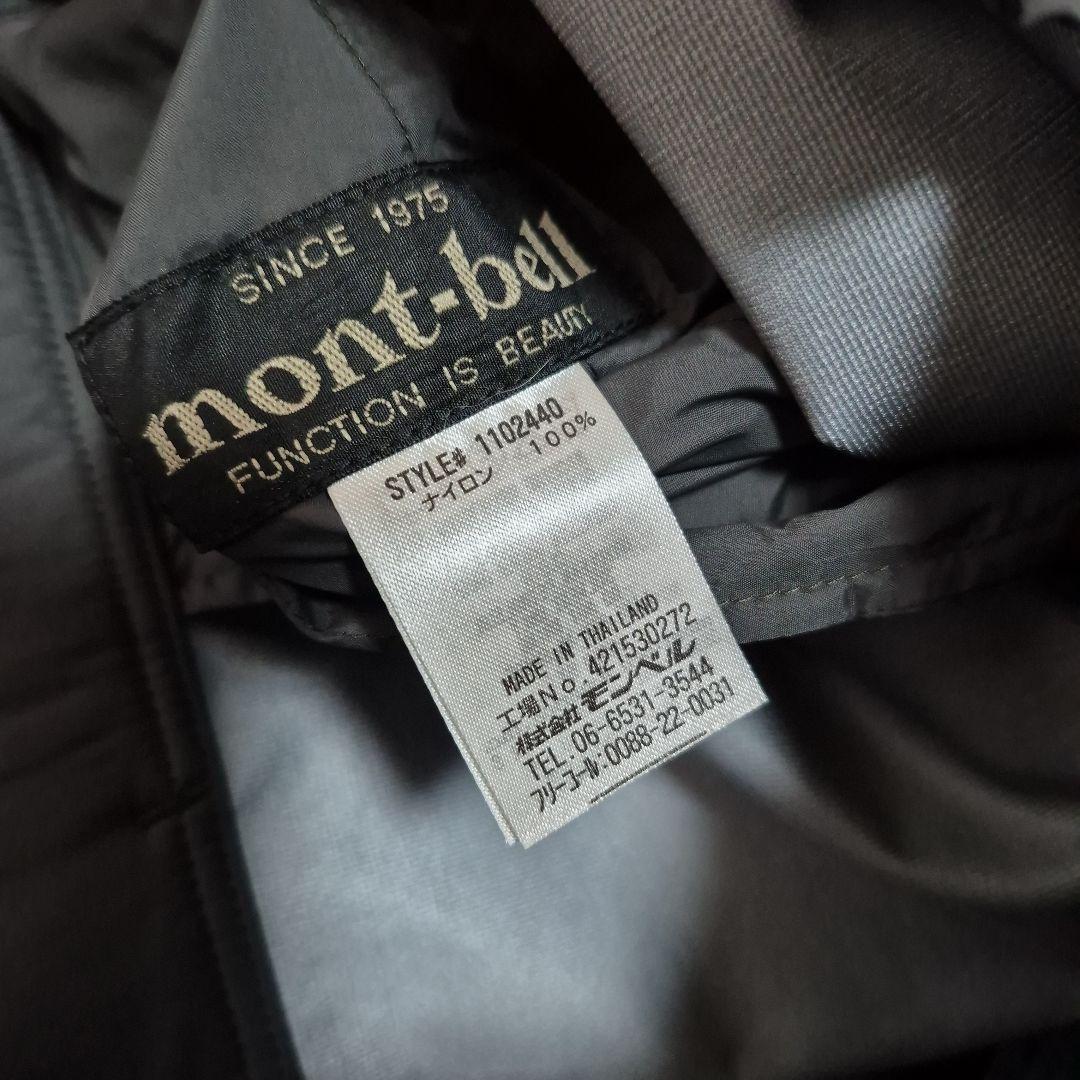 SINCE 1975
mont-bell
FUNCTION IS BEAUTY
STYLE# 1102440
ナイロン 100%
MADE IN THAILAND
工場No.421530272
株式会社 モンベル
TEL.06-6531-3544
フリーコール:0088-22-0031